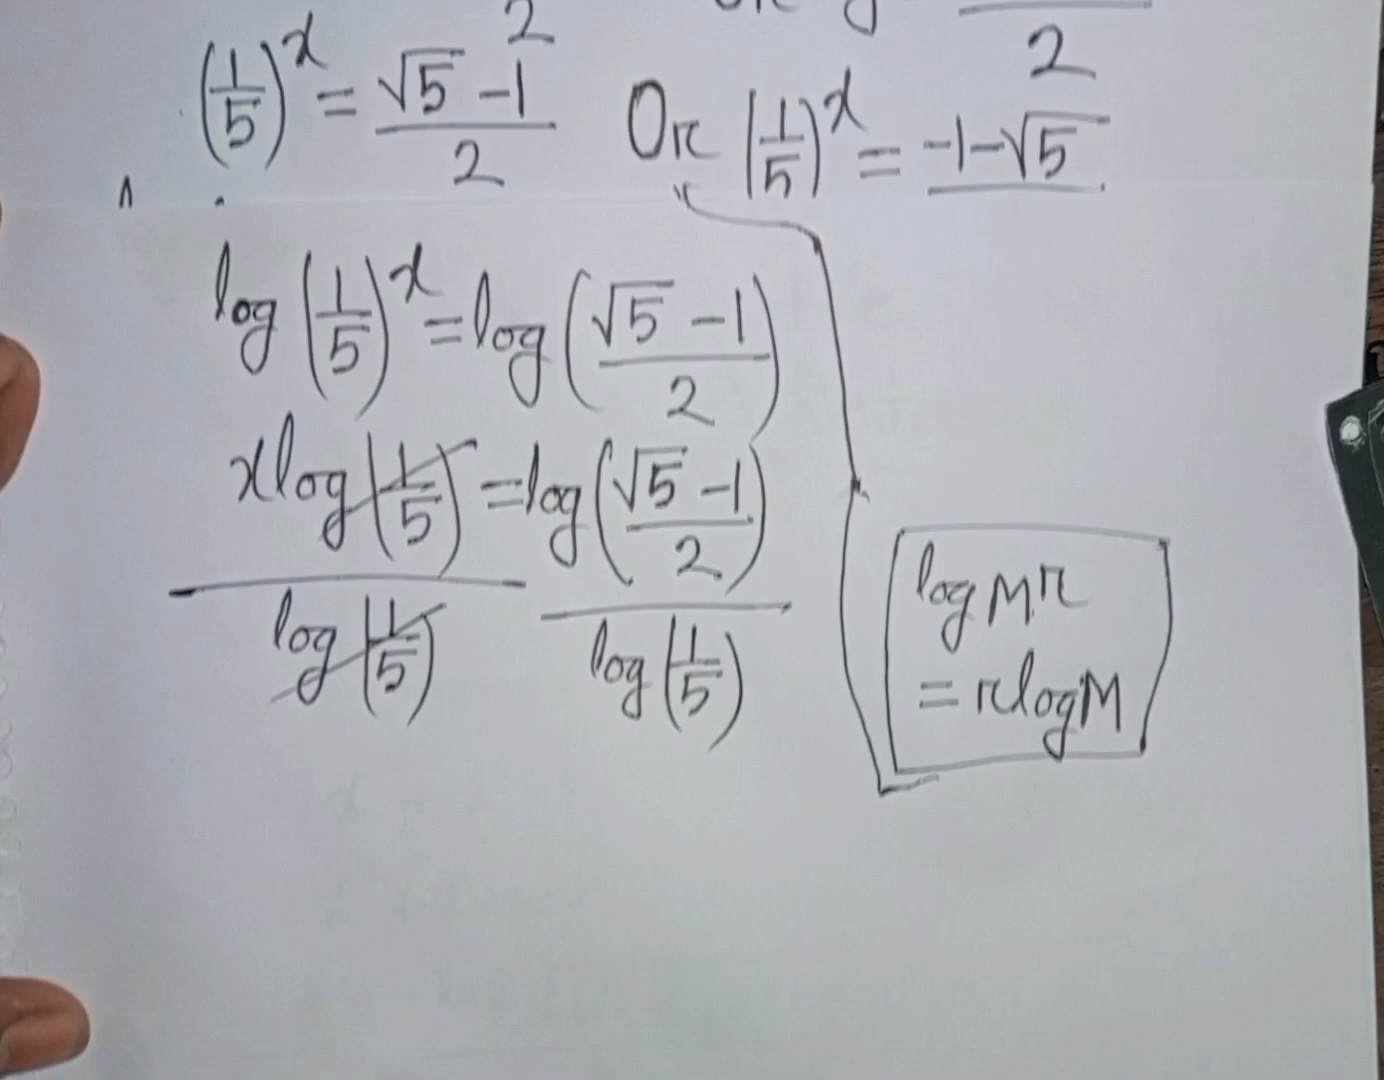 2 2
(1/5)^x = (√5 - 1)/2 Or (1/5)^x = -1-√5
log (1/5)^x = log ((√5 - 1)/2)
x log (1/5) = log ((√5 - 1)/2)
log (1/5) log (1/5)
log M^r
= r log M